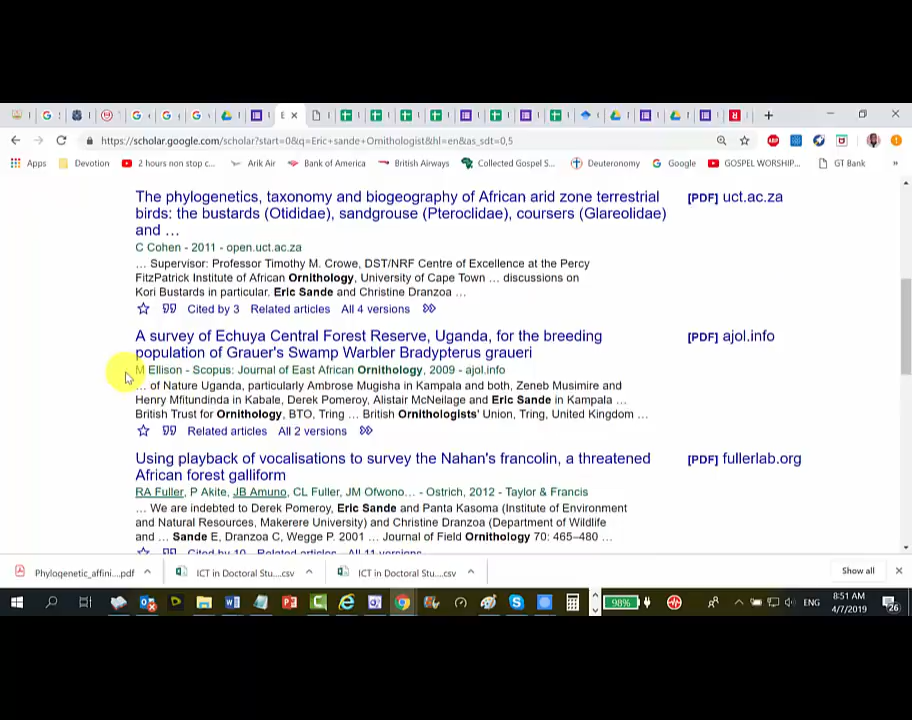 E
https://scholar.google.com/scholar?start=0&q=Eric+sande+Ornithologist&hl=en&as_sdt=0,5
Apps Devotion 2 hours non stop c... Arik Air Bank of America British Airways Collected Gospel S... Deuteronomy Google GOSPEL WORSHIP... GT Bank »
The phylogenetics, taxonomy and biogeography of African arid zone terrestrial
birds: the bustards (Otididae), sandgrouse (Pteroclidae), coursers (Glareolidae)
and ...
[PDF] uct.ac.za
C Cohen - 2011 - open.uct.ac.za
... Supervisor: Professor Timothy M. Crowe, DST/NRF Centre of Excellence at the Percy
FitzPatrick Institute of African Ornithology, University of Cape Town ... discussions on
Kori Bustards in particular, Eric Sande and Christine Dranzoa ...
Cited by 3 Related articles All 4 versions
A survey of Echuya Central Forest Reserve, Uganda, for the breeding
population of Grauer's Swamp Warbler Bradypterus graueri
[PDF] ajol.info
M Ellison - Scopus: Journal of East African Ornithology, 2009 - ajol.info
... of Nature Uganda, particularly Ambrose Mugisha in Kampala and both, Zeneb Musimire and
Henry Mfitundinda in Kabale, Derek Pomeroy, Alistair McNeilage and Eric Sande in Kampala ...
British Trust for Ornithology, BTO, Tring ... British Ornithologists' Union, Tring, United Kingdom ...
Related articles All 2 versions
Using playback of vocalisations to survey the Nahan's francolin, a threatened
African forest galliform
[PDF] fullerlab.org
RA Fuller, P Akite, JB Amuno, CL Fuller, JM Ofwono... - Ostrich, 2012 - Taylor & Francis
... We are indebted to Derek Pomeroy, Eric Sande and Panta Kasoma (Institute of Environment
and Natural Resources, Makerere University) and Christine Dranzoa (Department of Wildlife
and ... Sande E, Dranzoa C, Wegge P. 2001 ... Journal of Field Ornithology 70: 465–480 ...
Cited by 10 Related articles All 11 versions
Phylogenetic_affini....pdf ICT in Doctoral Stu....csv ICT in Doctoral Stu....csv Show all
98% ENG 8:51 AM
4/7/2019
26